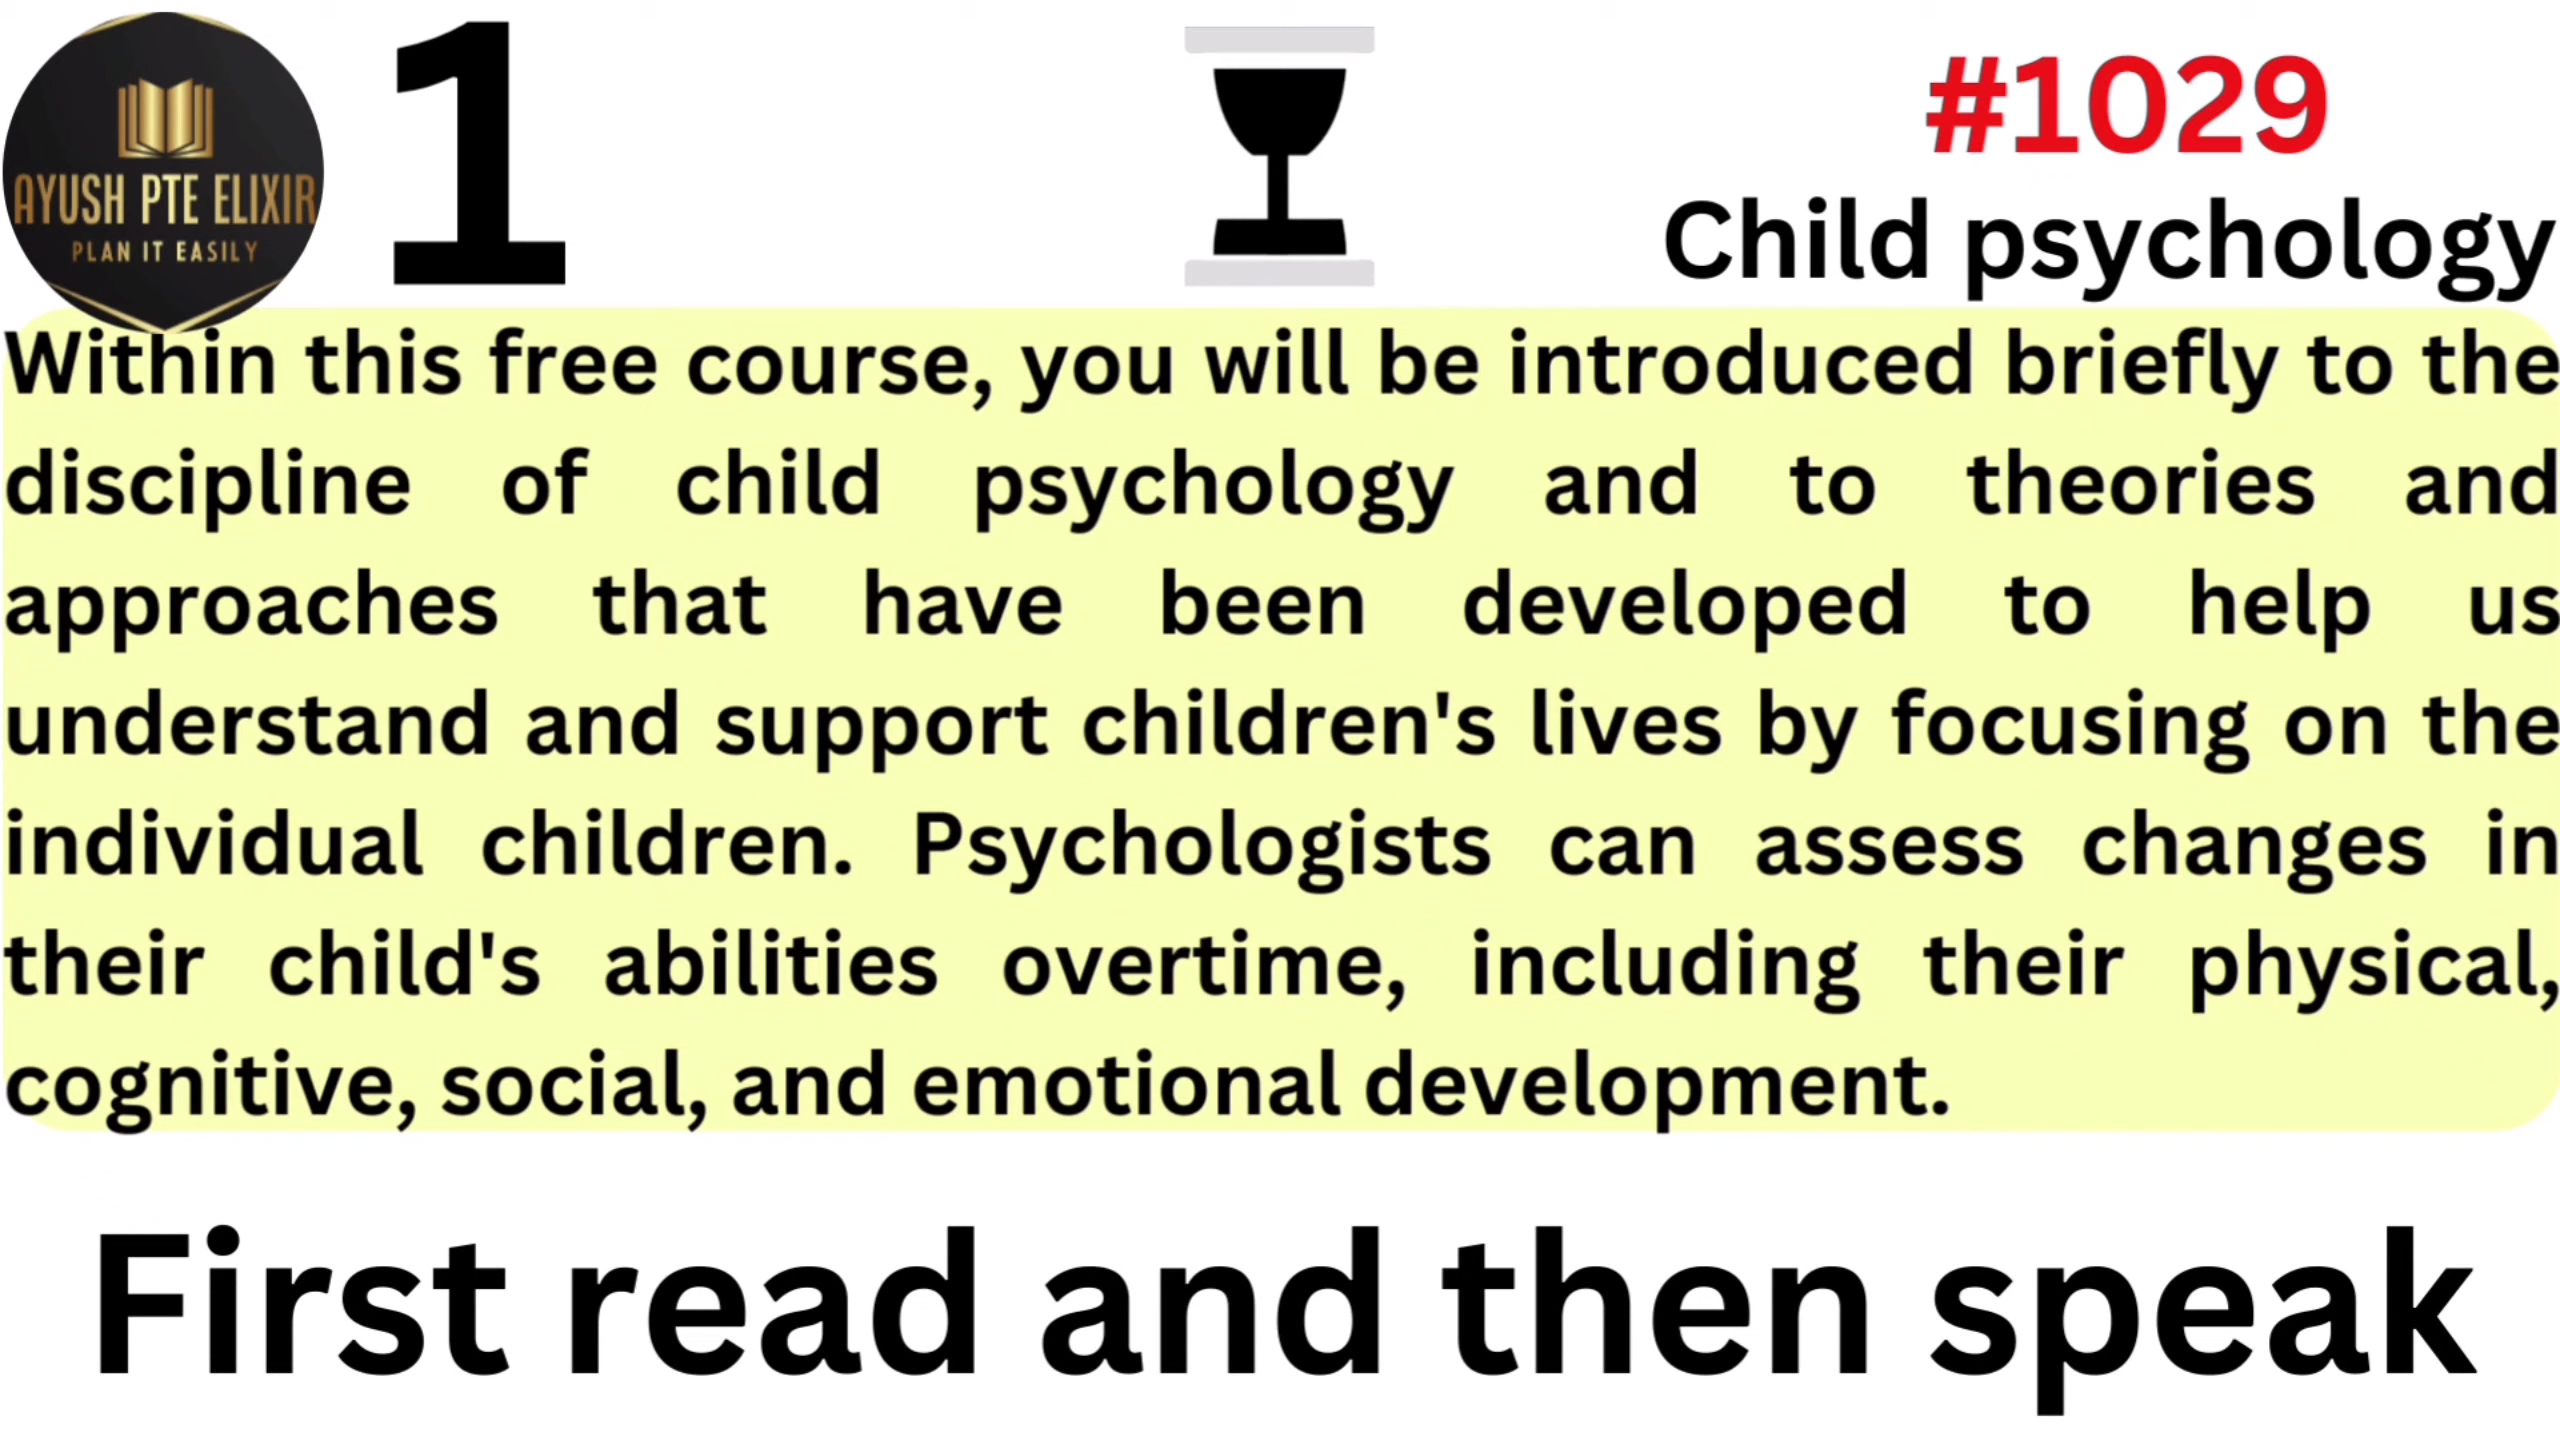 AYUSH PTE ELIXIR
PLAN IT EASILY
1
#1029
Child psychology
Within this free course, you will be introduced briefly to the
discipline of child psychology and to theories and
approaches that have been developed to help us
understand and support children's lives by focusing on the
individual children. Psychologists can assess changes in
their child's abilities overtime, including their physical,
cognitive, social, and emotional development.
First read and then speak